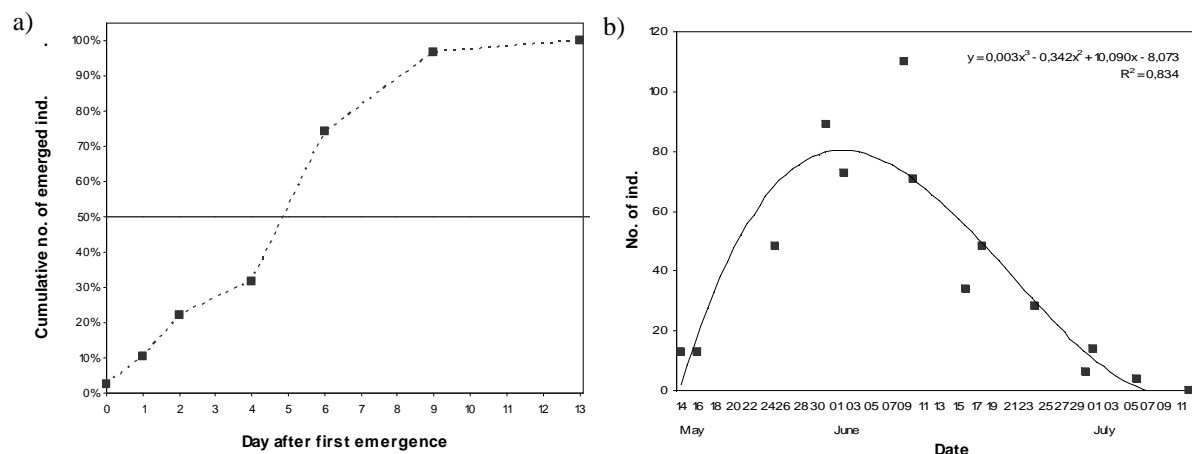 a)
.
100%
90%
80%
70%
60%
50%
40%
30%
20%
10%
0%
Cumulative no. of emerged ind.
0 1 2 3 4 5 6 7 8 9 10 11 12 13
Day after first emergence
b)
120
100
80
60
40
20
0
No. of ind.
y = 0,003x³ - 0,342x² + 10,090x - 8,073
R² = 0,834
14 16 18 20 22 24 26 28 30 01 03 05 07 09 11 13 15 17 19 21 23 25 27 29 01 03 05 07 09 11
May June July
Date